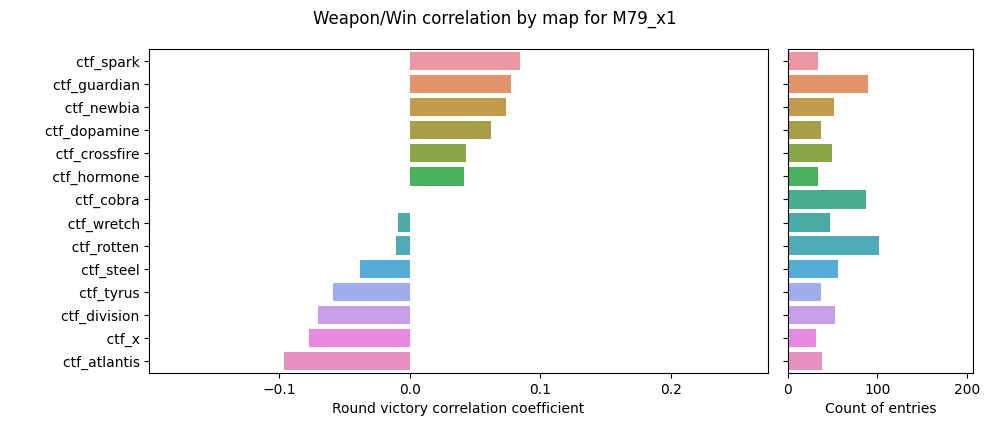 Weapon/Win correlation by map for M79_x1
ctf_spark
ctf_guardian
ctf_newbia
ctf_dopamine
ctf_crossfire
ctf_hormone
ctf_cobra
ctf_wretch
ctf_rotten
ctf_steel
ctf_tyrus
ctf_division
ctf_x
ctf_atlantis
−0.1 0.0 0.1 0.2 0 100 200
Round victory correlation coefficient Count of entries